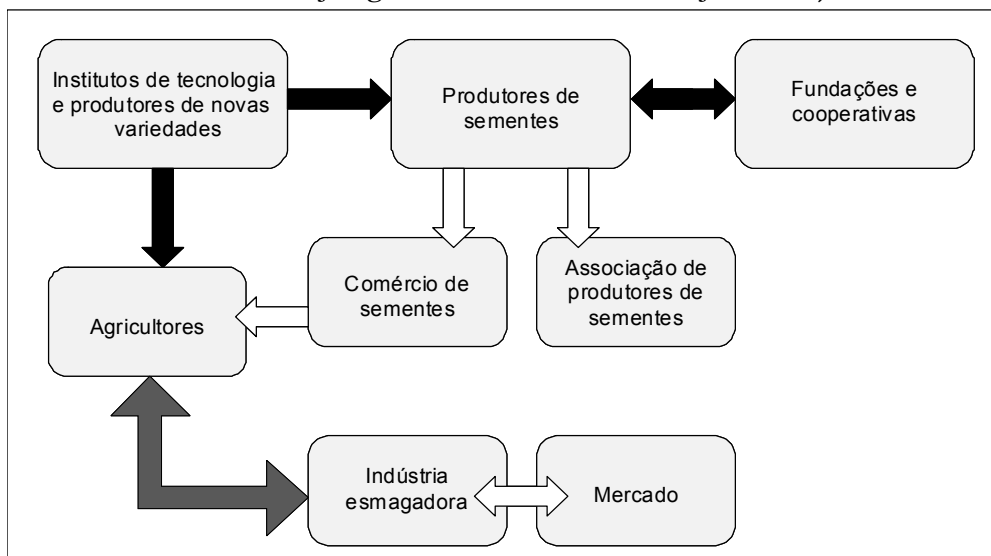 Institutos de tecnologia
e produtores de novas
variedades
Produtores de
sementes
Fundações e
cooperativas
Agricultores
Comércio de
sementes
Associação de
produtores de
sementes
Indústria
esmagadora
Mercado